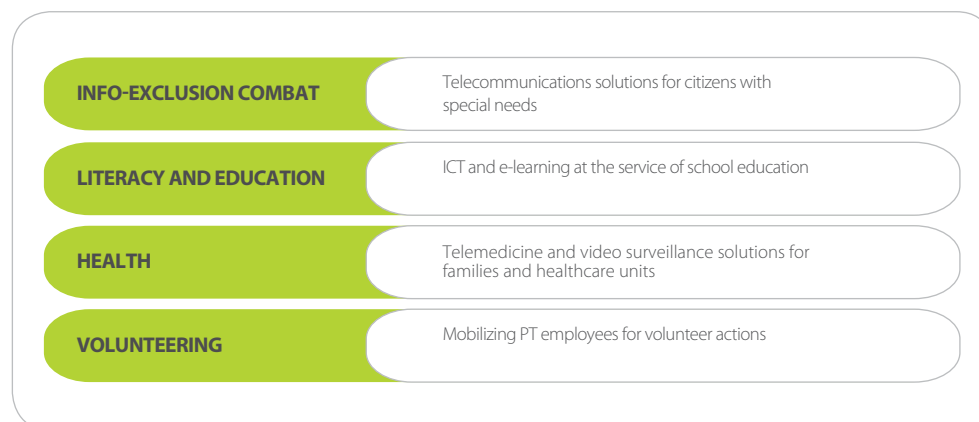 INFO-EXCLUSION COMBAT
Telecommunications solutions for citizens with
special needs
LITERACY AND EDUCATION
ICT and e-learning at the service of school education
HEALTH
Telemedicine and video surveillance solutions for
families and healthcare units
VOLUNTEERING
Mobilizing PT employees for volunteer actions